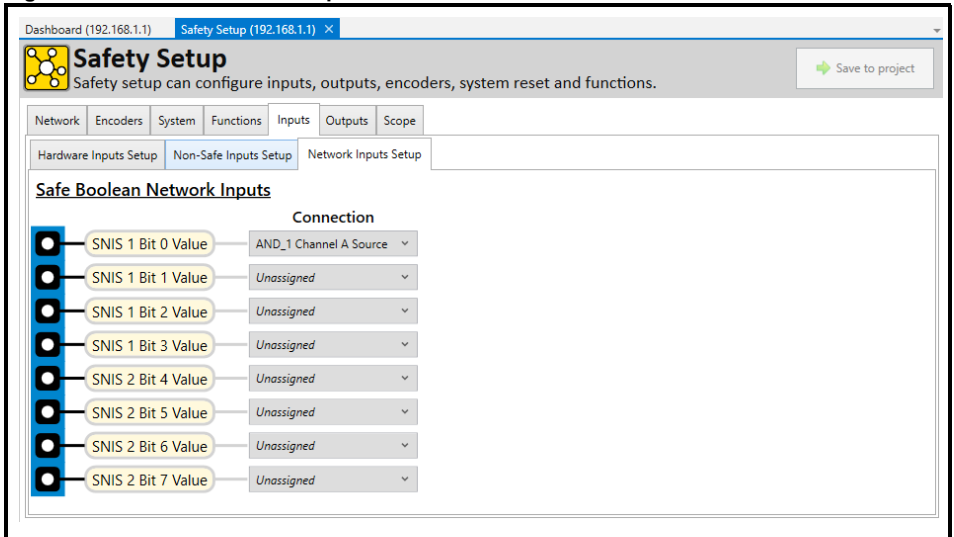 Dashboard (192.168.1.1) Safety Setup (192.168.1.1) ×
Safety Setup
Safety setup can configure inputs, outputs, encoders, system reset and functions.
Save to project
Network Encoders System Functions Inputs Outputs Scope
Hardware Inputs Setup Non-Safe Inputs Setup Network Inputs Setup
Safe Boolean Network Inputs
Connection
SNIS 1 Bit 0 Value AND_1 Channel A Source
SNIS 1 Bit 1 Value Unassigned
SNIS 1 Bit 2 Value Unassigned
SNIS 1 Bit 3 Value Unassigned
SNIS 2 Bit 4 Value Unassigned
SNIS 2 Bit 5 Value Unassigned
SNIS 2 Bit 6 Value Unassigned
SNIS 2 Bit 7 Value Unassigned